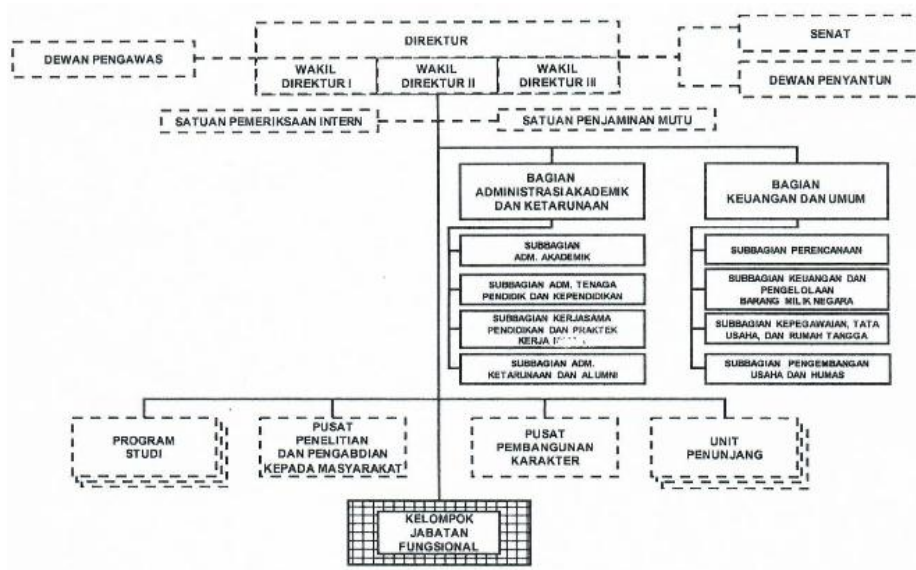 DIREKTUR
DEWAN PENGAWAS
WAKIL
DIREKTUR I
WAKIL
DIREKTUR II
WAKIL
DIREKTUR III
SENAT
DEWAN PENYANTUN
SATUAN PEMERIKSAAN INTERN
SATUAN PENJAMINAN MUTU
BAGIAN
ADMINISTRASI AKADEMIK
DAN KETARUNAAN
SUBBAGIAN
ADM. AKADEMIK
SUBBAGIAN ADM. TENAGA
PENDIDIK DAN KEPENDIDIKAN
SUBBAGIAN KERJASAMA
PENDIDIKAN DAN PRAKTEK
KERJA
SUBBAGIAN ADM.
KETARUNAAN DAN ALUMNI
BAGIAN
KEUANGAN DAN UMUM
SUBBAGIAN PERENCANAAN
SUBBAGIAN KEUANGAN DAN
PENGELOLAAN
BARANG MILIK NEGARA
SUBBAGIAN KEPEGAWAIAN, TATA
USAHA, DAN RUMAH TANGGA
SUBBAGIAN PENGEMBANGAN
USAHA DAN HUMAS
PROGRAM
STUDI
PUSAT
PENELITIAN
DAN PENGABDIAN
KEPADA MASYARAKAT
PUSAT
PEMBANGUNAN
KARAKTER
UNIT
PENUNJANG
KELOMPOK
JABATAN
FUNGSIONAL